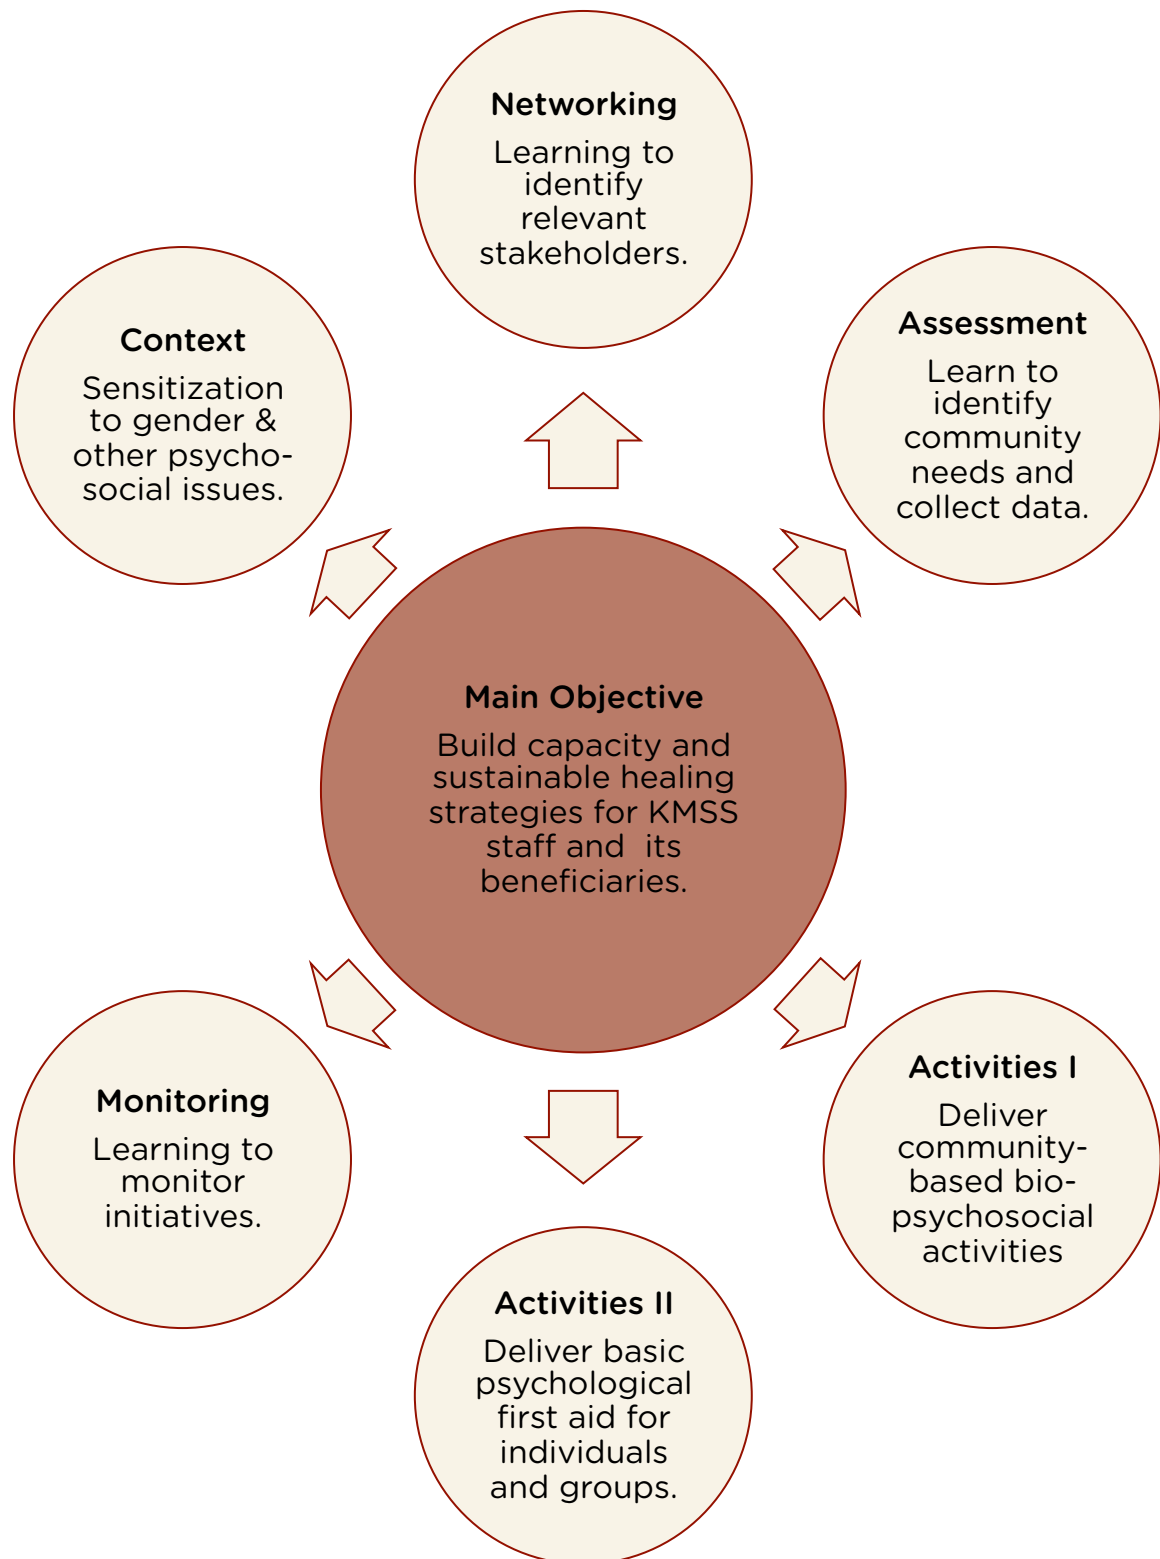 Networking
Learning to
identify
relevant
stakeholders.
Context
Sensitization
to gender &
other psycho-
social issues.
Assessment
Learn to
identify
community
needs and
collect data.
Main Objective
Build capacity and
sustainable healing
strategies for KMSS
staff and its
beneficiaries.
Monitoring
Learning to
monitor
initiatives.
Activities I
Deliver
community-
based bio-
psychosocial
activities
Activities II
Deliver basic
psychological
first aid for
individuals
and groups.